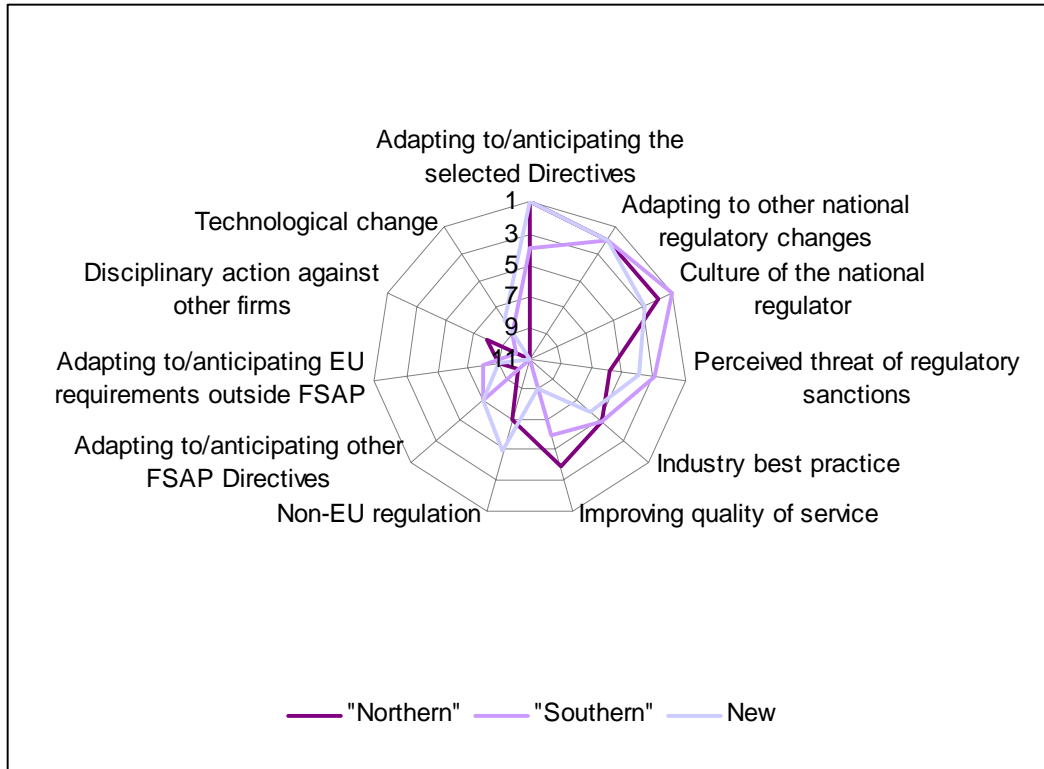 Adapting to/anticipating the
selected Directives
Adapting to other national
regulatory changes
Culture of the national
regulator
Perceived threat of regulatory
sanctions
Industry best practice
Improving quality of service
Non-EU regulation
Adapting to/anticipating other
FSAP Directives
Adapting to/anticipating EU
requirements outside FSAP
Disciplinary action against
other firms
Technological change
1
3
5
7
9
11
"Northern"
"Southern"
New